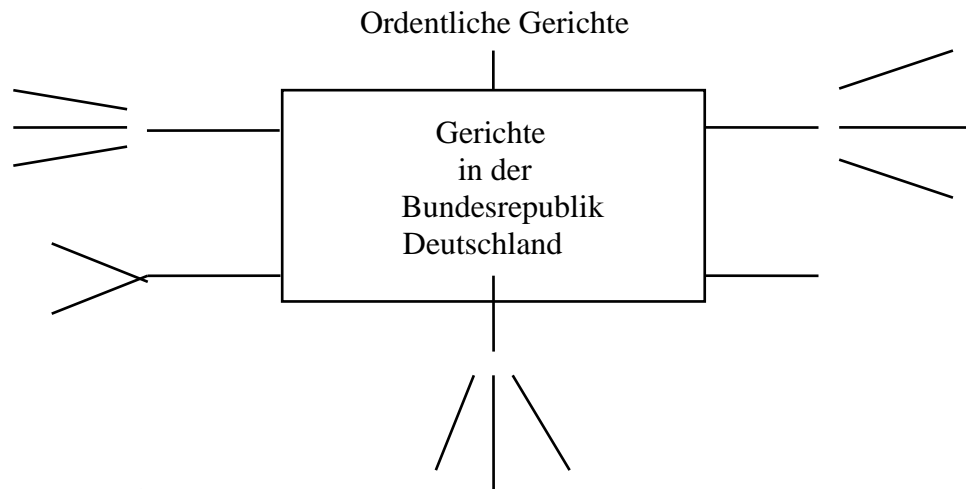 Ordentliche Gerichte
Gerichte
in der
Bundesrepublik
Deutschland